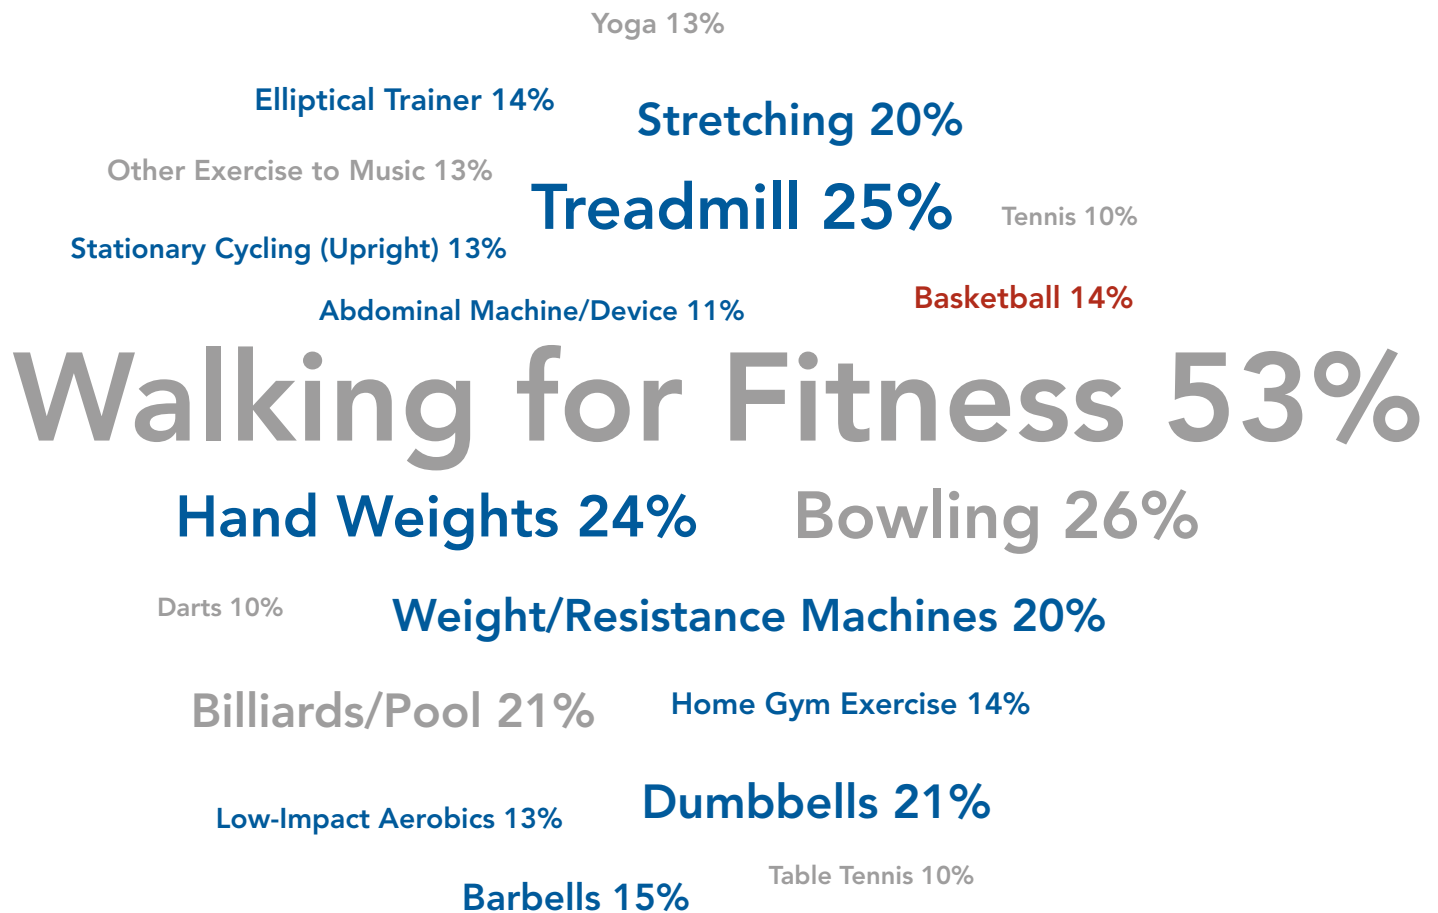 Yoga 13%
Elliptical Trainer 14%
Stretching 20%
Other Exercise to Music 13%
Treadmill 25%
Tennis 10%
Stationary Cycling (Upright) 13%
Abdominal Machine/Device 11%
Basketball 14%
Walking for Fitness 53%
Hand Weights 24%
Bowling 26%
Darts 10%
Weight/Resistance Machines 20%
Billiards/Pool 21%
Home Gym Exercise 14%
Low-Impact Aerobics 13%
Dumbbells 21%
Barbells 15%
Table Tennis 10%